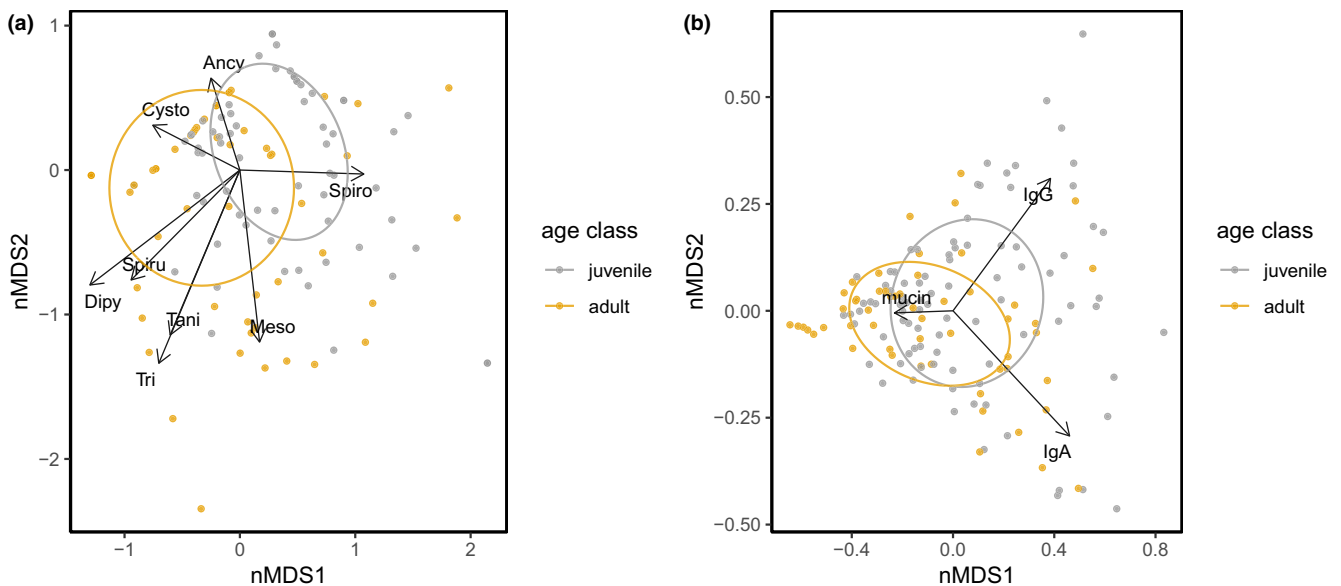 (a)
1
0
−1
−2
nMDS2
Ancy
Cysto
Spiro
Spiru
Dipy
Tani
Meso
Tri
−1
0
1
2
nMDS1
age class
juvenile
adult
(b)
0.50
0.25
0.00
−0.25
−0.50
nMDS2
IgG
mucin
IgA
−0.4
0.0
0.4
0.8
nMDS1
age class
juvenile
adult